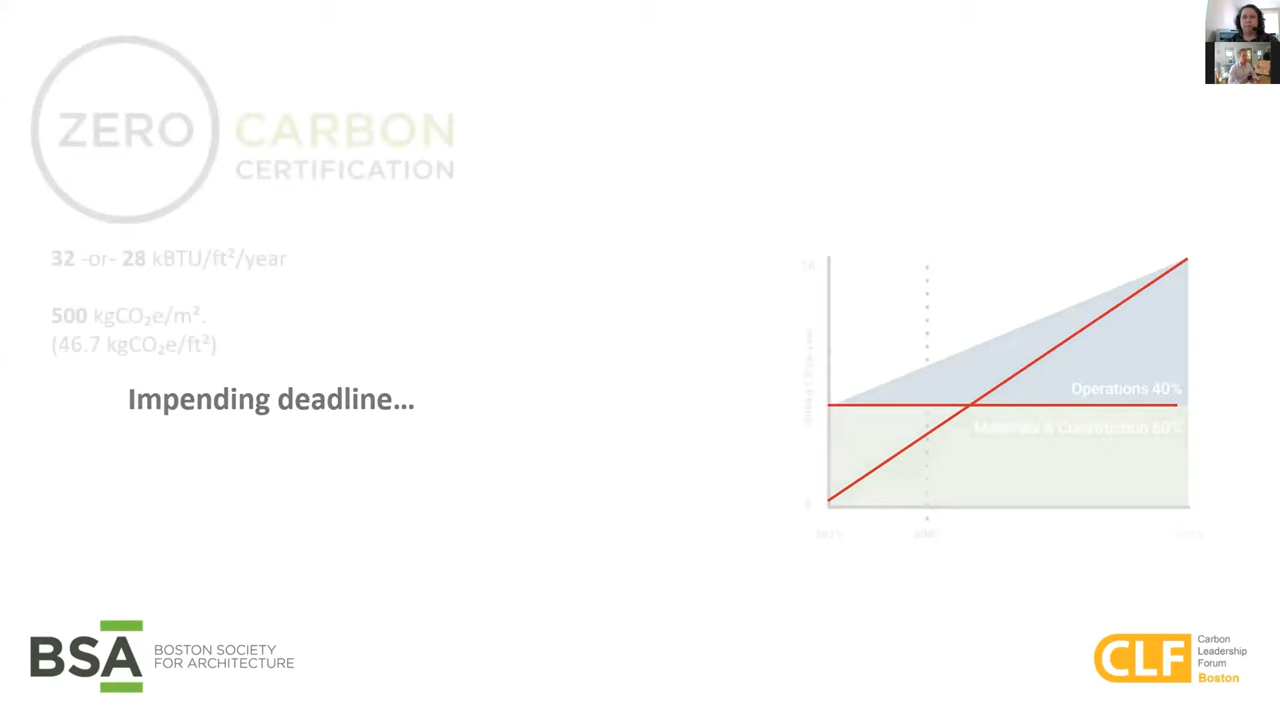 ZERO CARBON
CERTIFICATION
32 -or- 28 kBTU/ft²/year
500 kgCO₂e/m².
(46.7 kgCO₂e/ft²)
Impending deadline...
Operations 40%
Materials & Construction 60%
BSA
BOSTON SOCIETY
FOR ARCHITECTURE
CLF
Carbon
Leadership
Forum
Boston